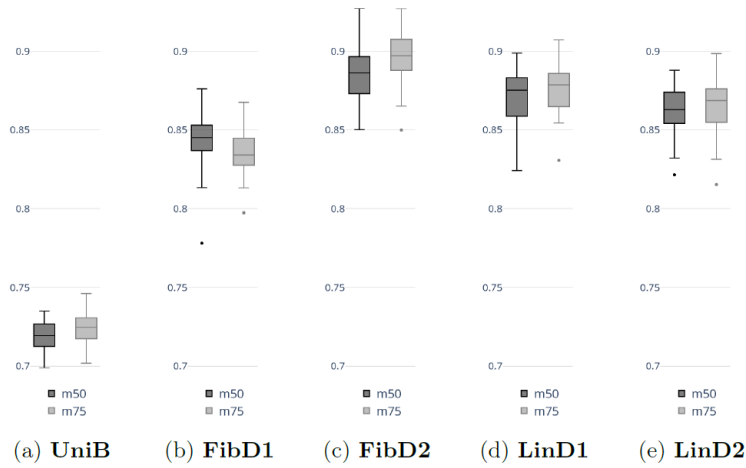 0.9 0.9 0.9 0.9 0.9
0.85 0.85 0.85 0.85 0.85
0.8 0.8 0.8 0.8 0.8
0.75 0.75 0.75 0.75 0.75
0.7 0.7 0.7 0.7 0.7
m50 m50 m50 m50 m50
m75 m75 m75 m75 m75
(a) UniB (b) FibD1 (c) FibD2 (d) LinD1 (e) LinD2